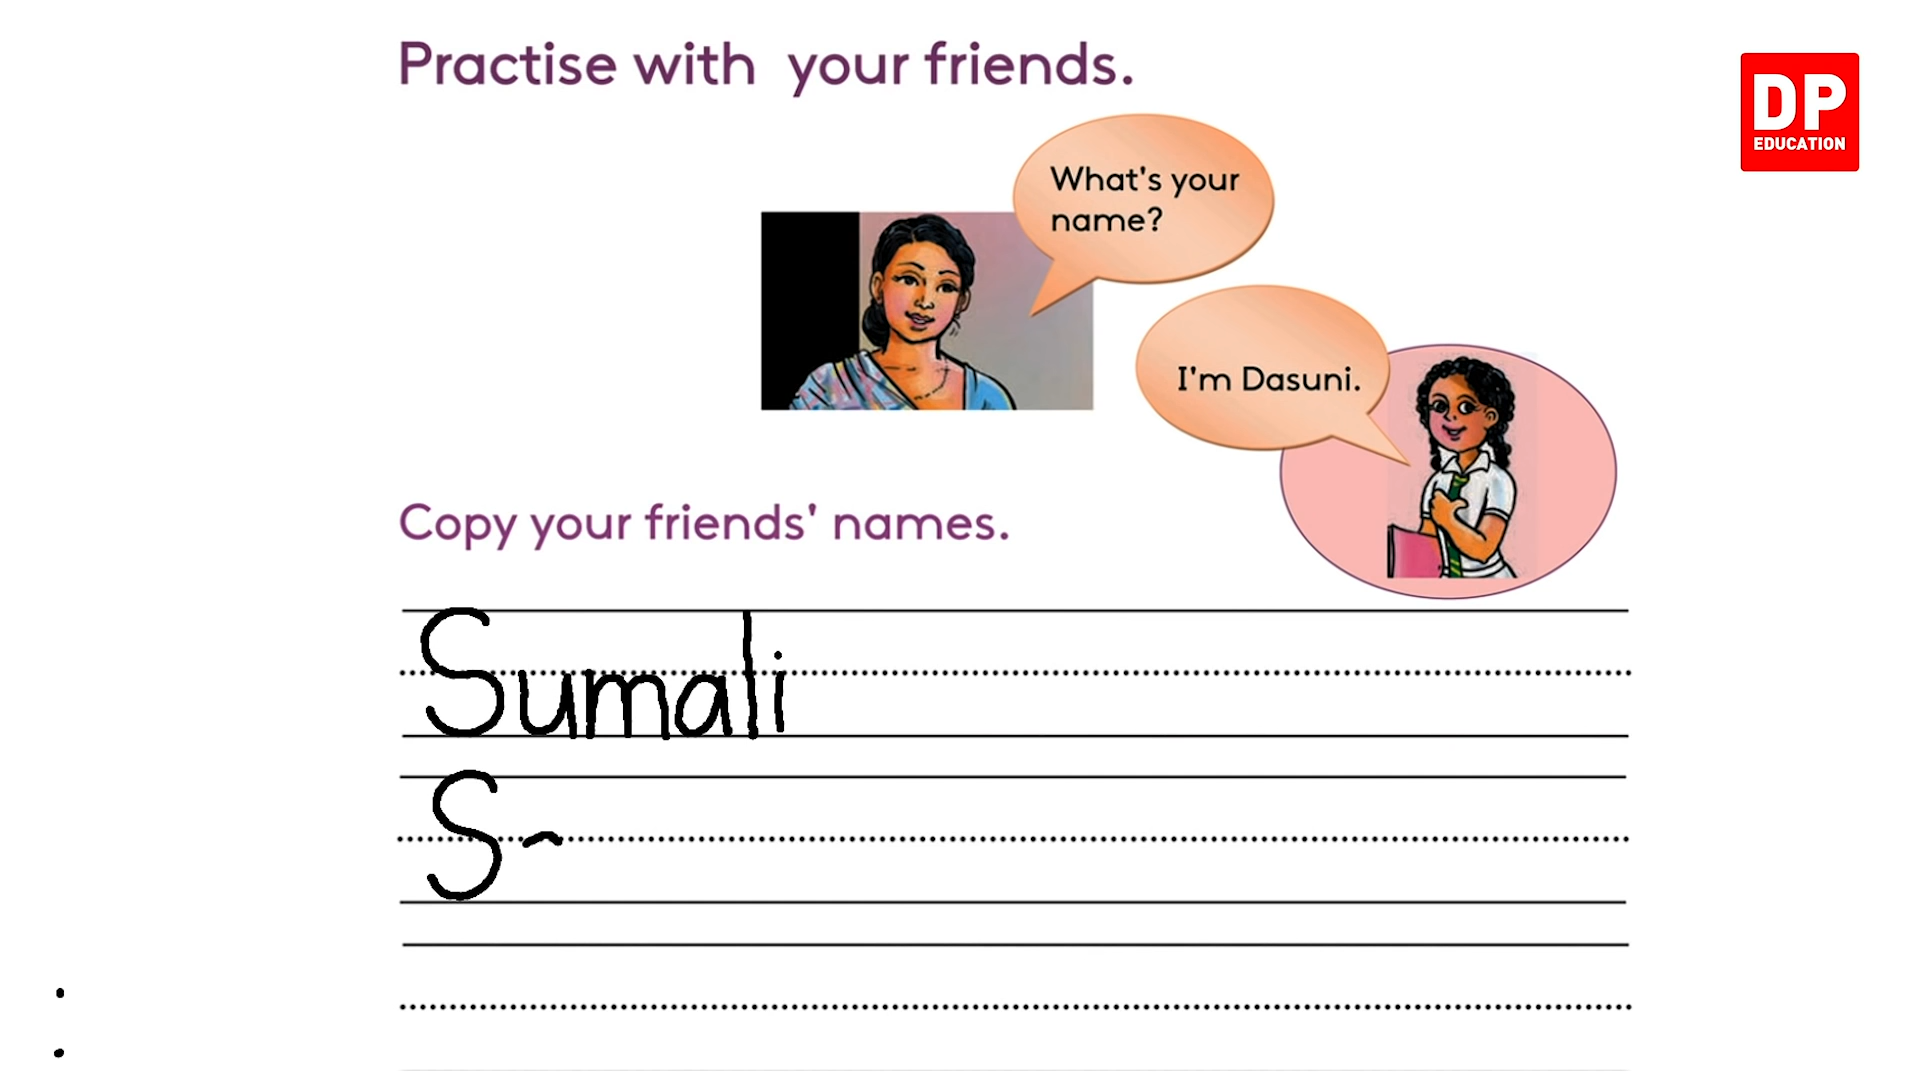 Practise with your friends.
DP
EDUCATION
What's your
name?
I'm Dasuni.
Copy your friends' names.
Sumali
S